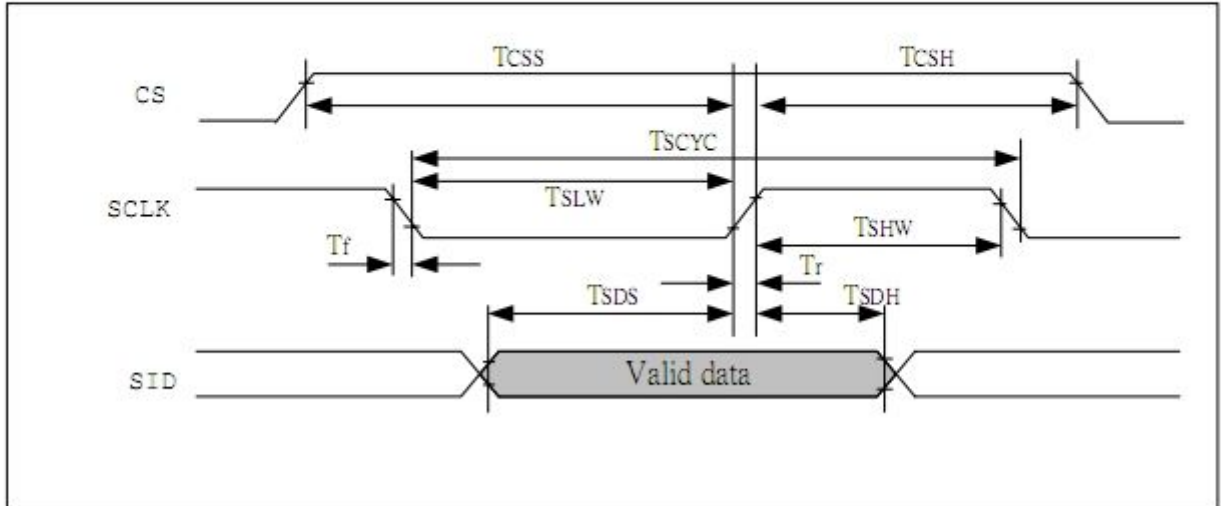 TCSS
TCSH
CS
TSCYC
TSLW
SCLK
TSHW
Tf
Tr
TSDS
TSDH
Valid data
SID